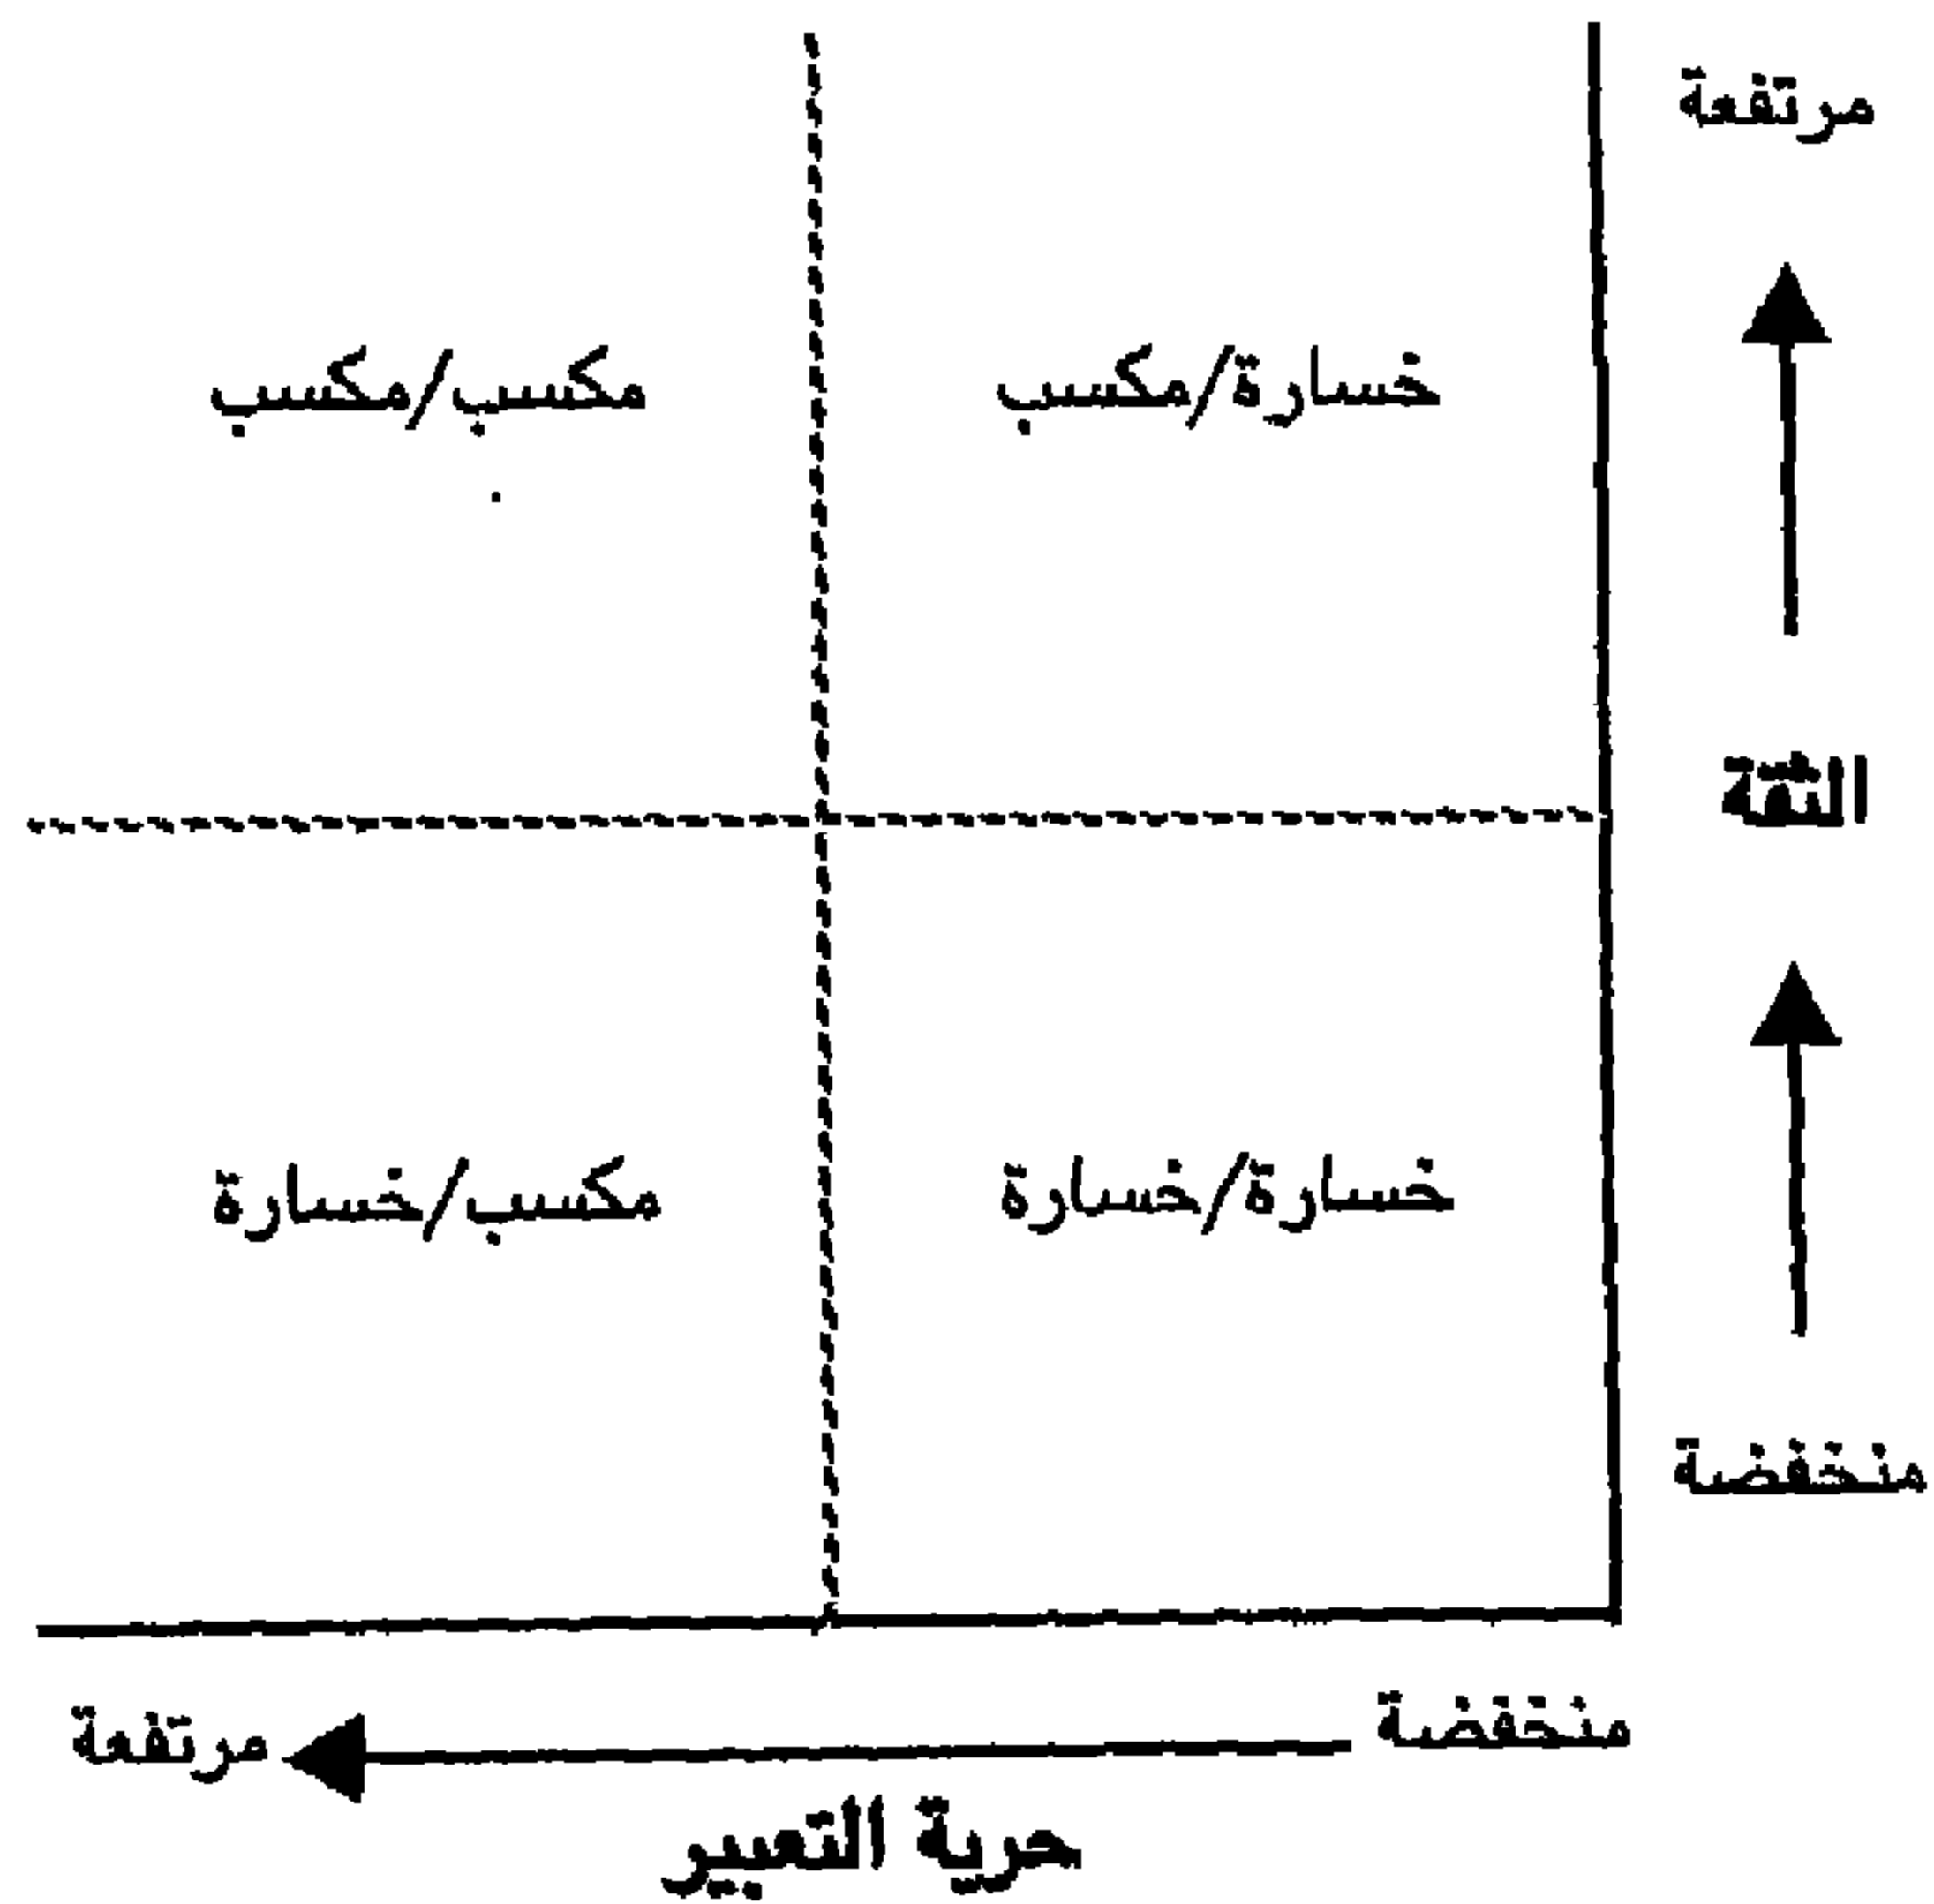 مرتفعة
خسارة/مكسب
مكسب/مكسب
الثقة
خسارة/خسارة
مكسب/خسارة
منخفضة
منخفضة
مرتفعة
حرية التعبير